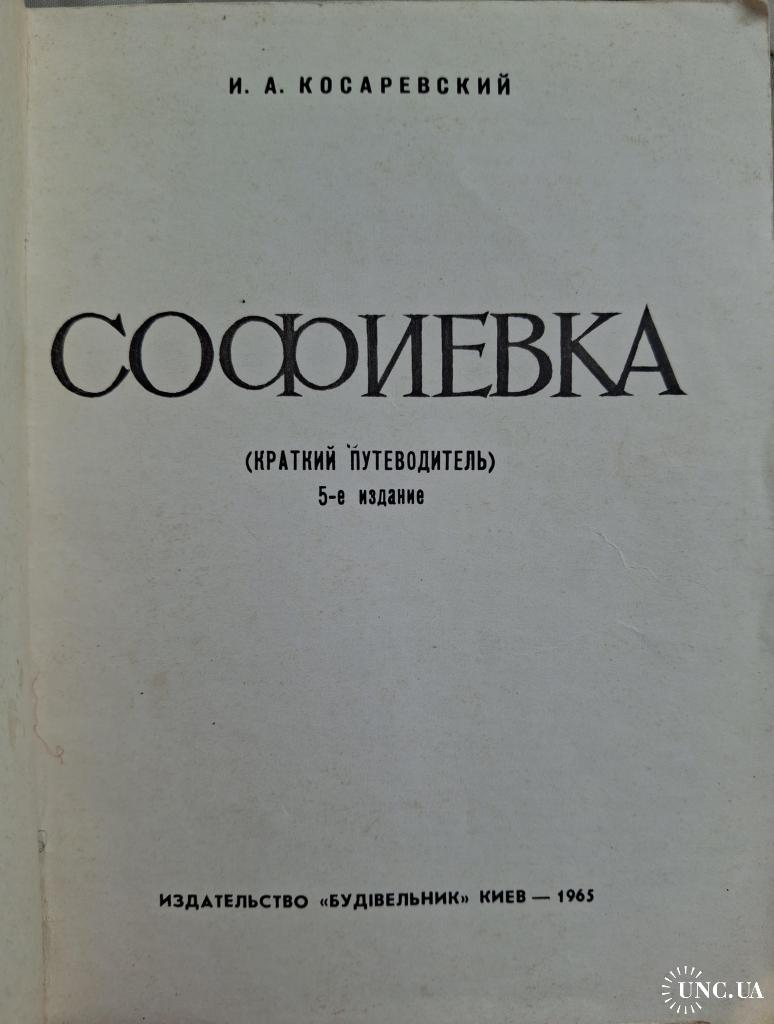 И. А. КОСАРЕВСКИЙ
СОФИЕВКА
(КРАТКИЙ ПУТЕВОДИТЕЛЬ)
5-е издание
ИЗДАТЕЛЬСТВО «БУДІВЕЛЬНИК» КИЕВ — 1965
UNC.UA